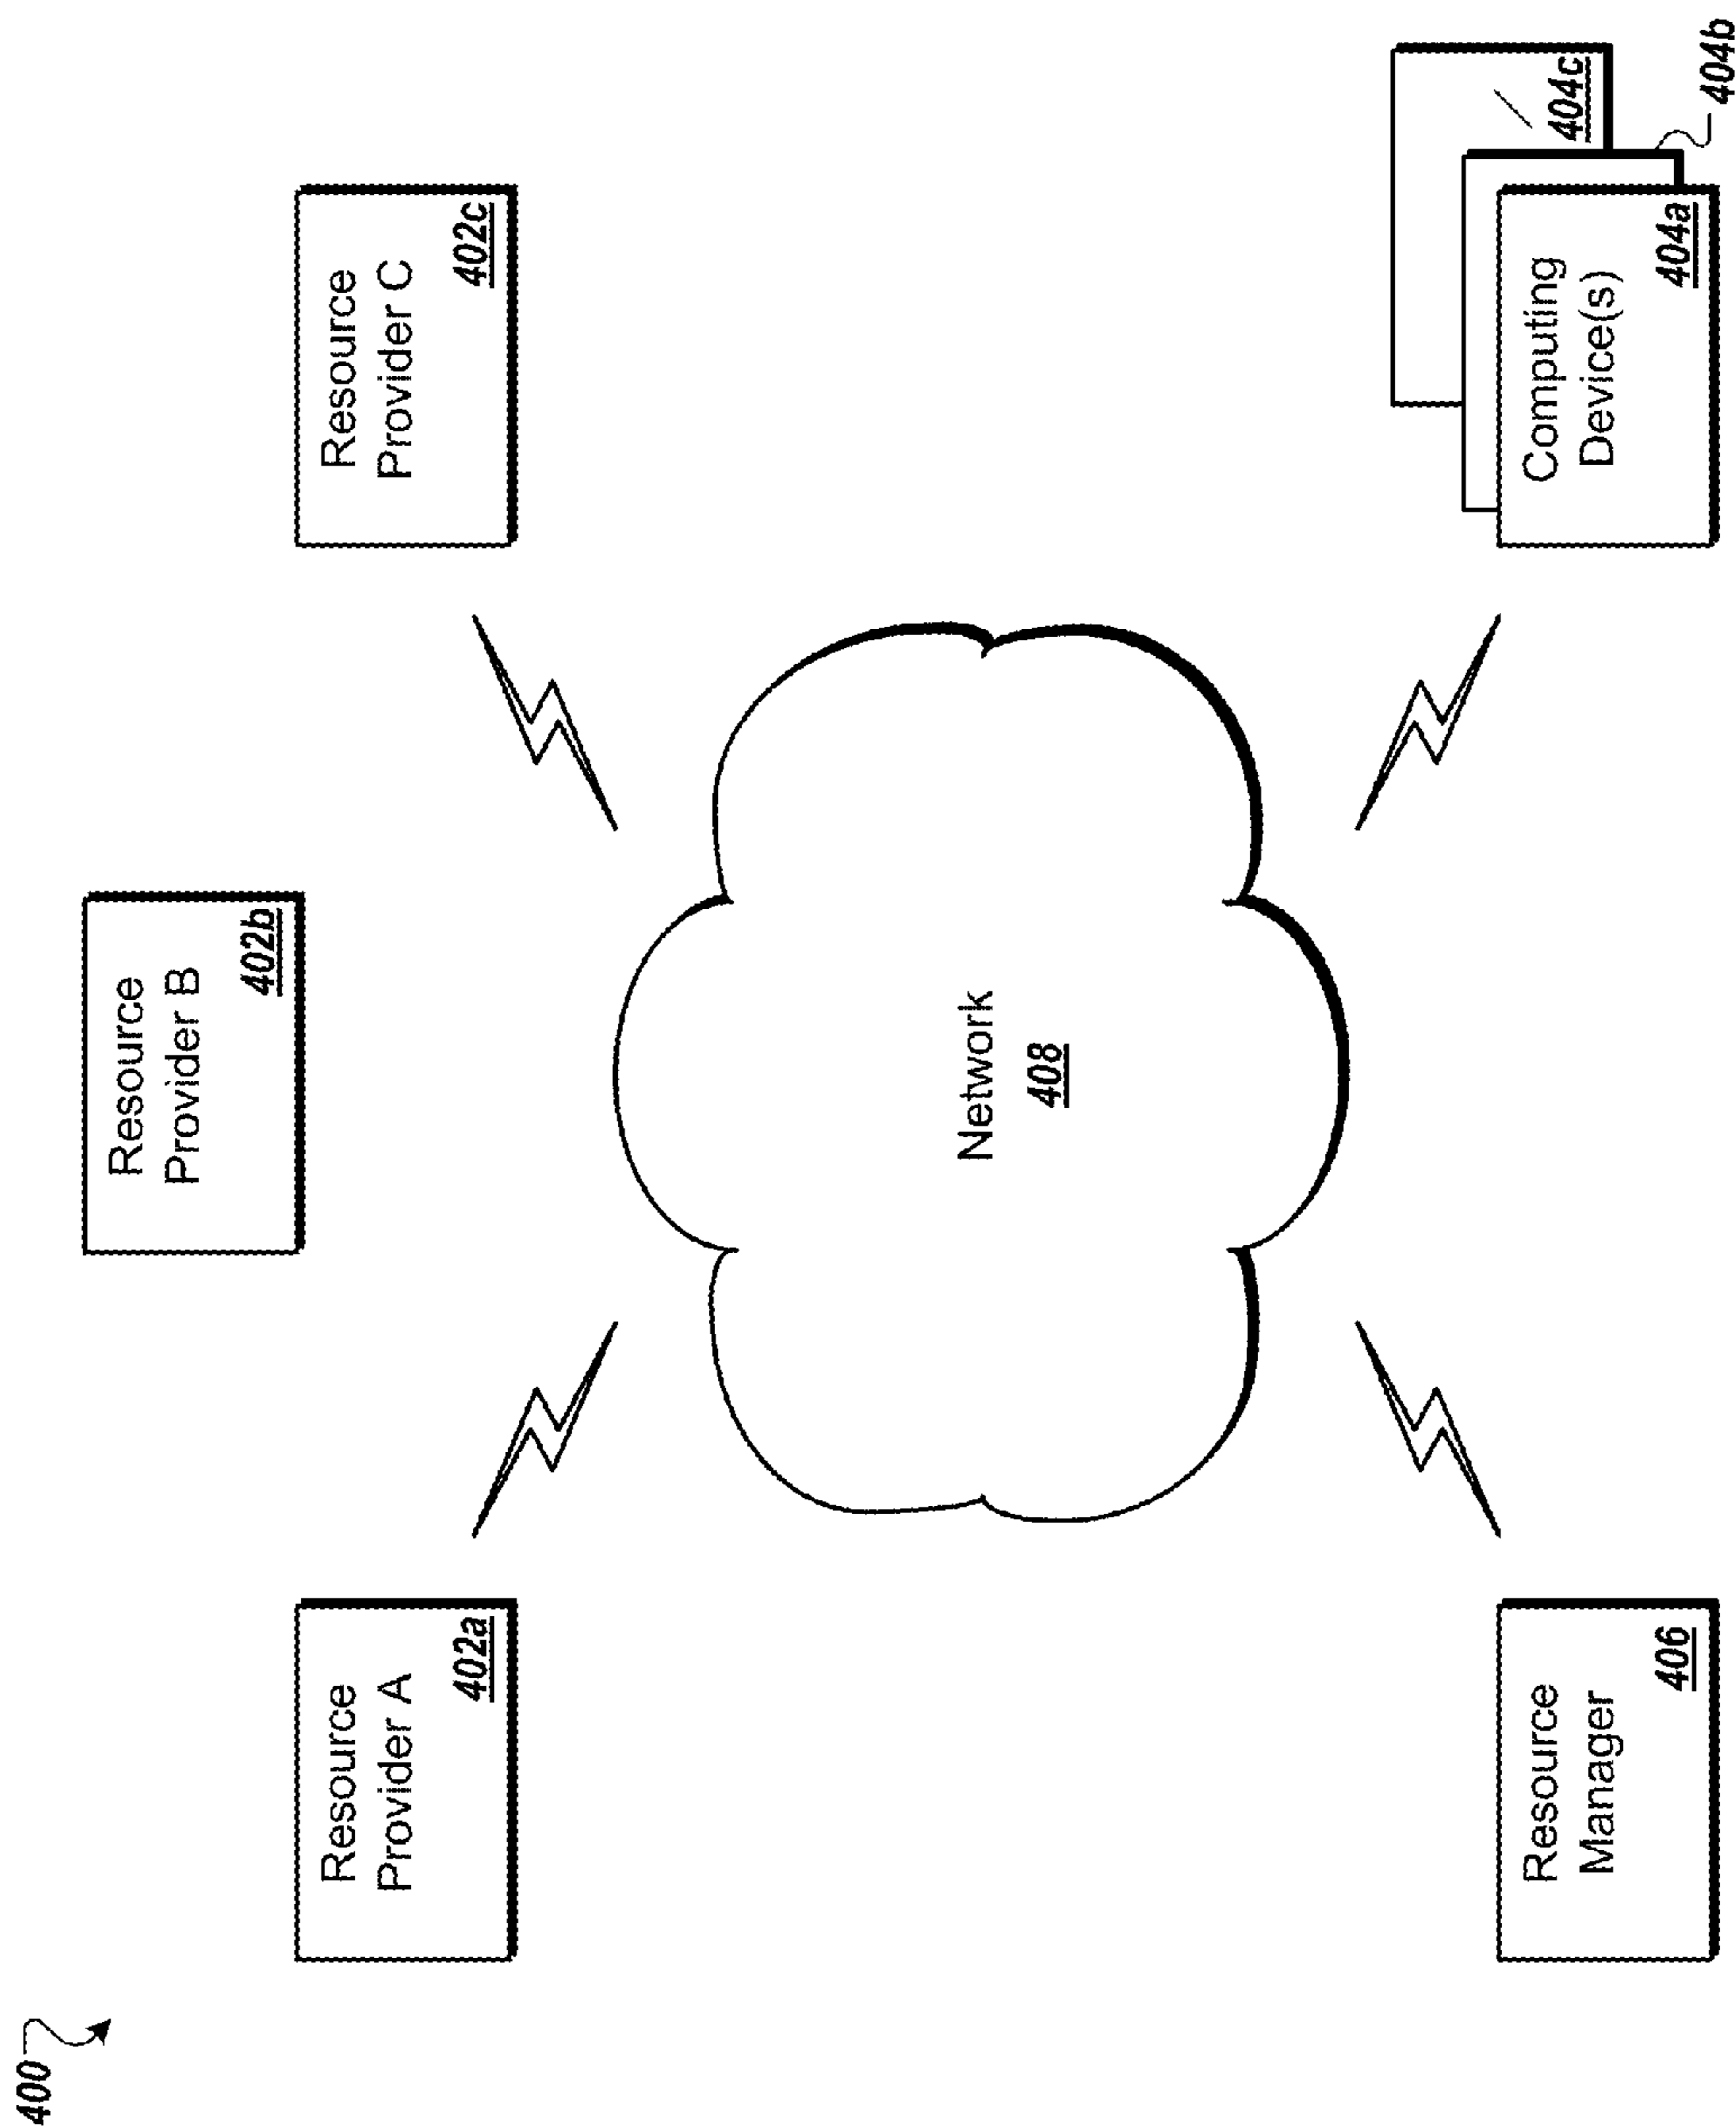 400
Resource
Provider B
402b
Resource
Provider A
402a
Resource
Provider C
402c
Network
408
Resource
Manager
406
Computing
Device(s)
404a
404b
404c